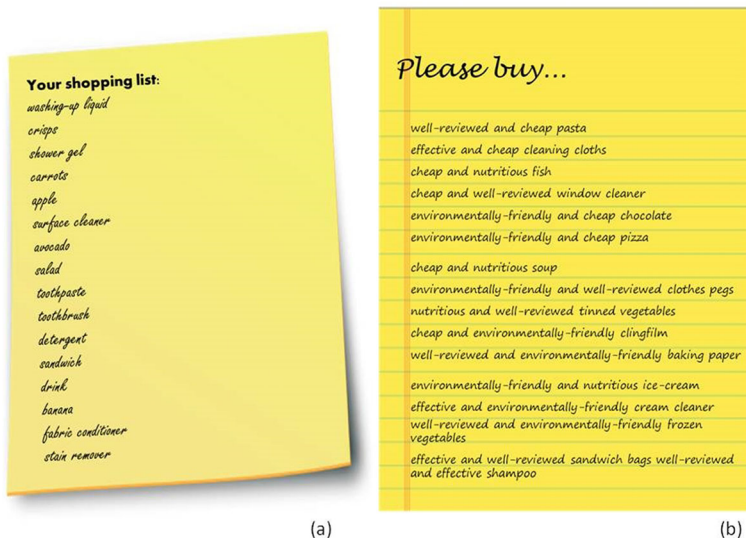 Your shopping list:
washing-up liquid
crisps
shower gel
carrots
apple
surface cleaner
avocado
salad
toothpaste
toothbrush
detergent
sandwich
drink
banana
fabric conditioner
stain remover
(a)
Please buy...
well-reviewed and cheap pasta
effective and cheap cleaning cloths
cheap and nutritious fish
cheap and well-reviewed window cleaner
environmentally-friendly and cheap chocolate
environmentally-friendly and cheap pizza
cheap and nutritious soup
environmentally-friendly and well-reviewed clothes pegs
nutritious and well-reviewed tinned vegetables
cheap and environmentally-friendly clingfilm
well-reviewed and environmentally-friendly baking paper
environmentally-friendly and nutritious ice-cream
effective and environmentally-friendly cream cleaner
well-reviewed and environmentally-friendly frozen
vegetables
effective and well-reviewed sandwich bags well-reviewed
and effective shampoo
(b)